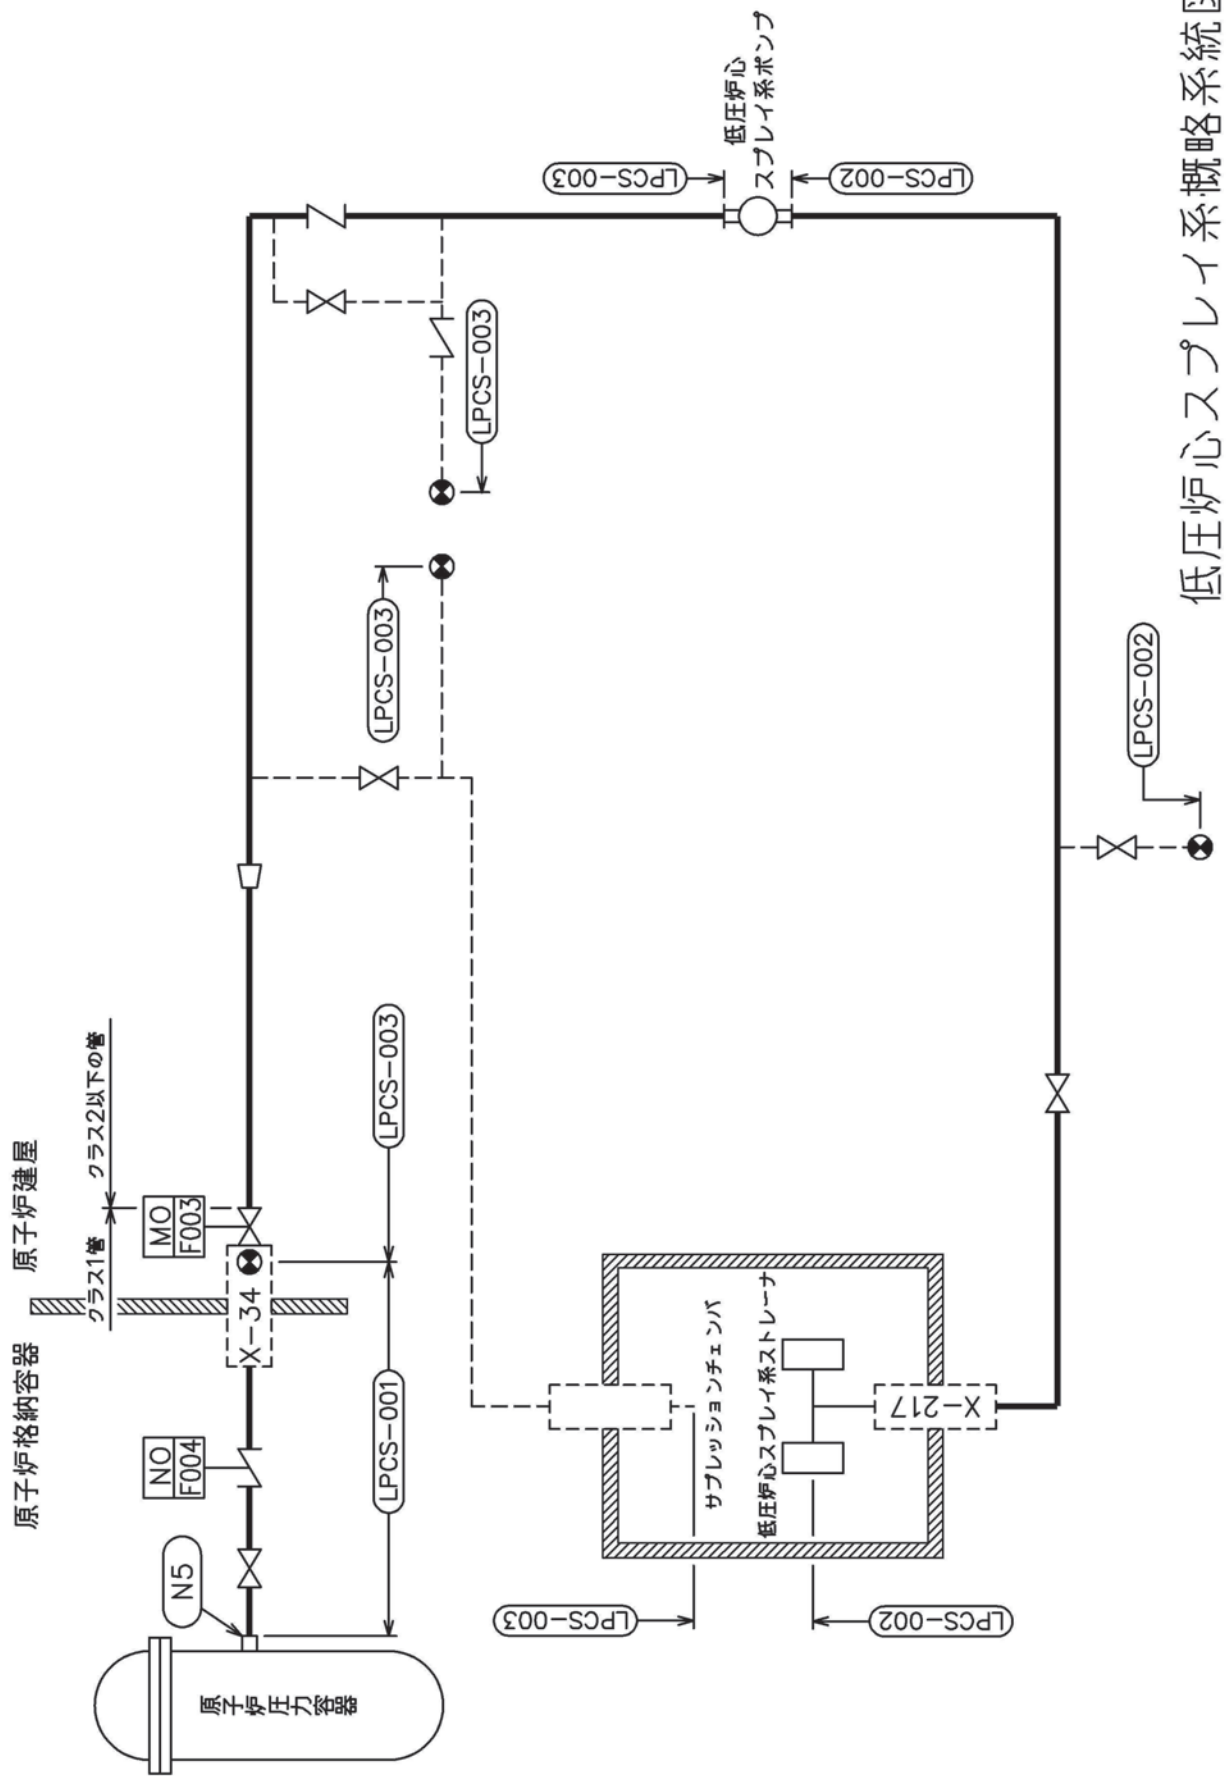 原子炉格納容器
原子炉建屋
クラス1管
クラス2以下の管
N5
NO
F004
MO
F003
X-34
原子炉圧力容器
LPCS-001
LPCS-003
LPCS-003
LPCS-003
LPCS-003
低圧炉心
スプレイ系ポンプ
LPCS-002
LPCS-003
サプレッションチェンバ
低圧炉心スプレイ系ストレーナ
LPCS-002
X-217
LPCS-002
低圧炉心スプレイ系概略系統図